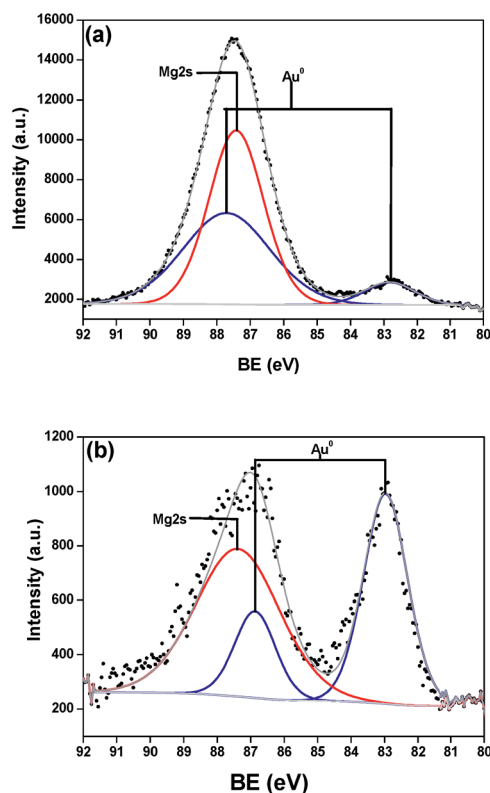 (a)
16000
14000
12000
10000
8000
6000
4000
2000
Intensity (a.u.)
Mg2s
Au⁰
92 91 90 89 88 87 86 85 84 83 82 81 80
BE (eV)
(b)
1200
1000
800
600
400
200
Intensity (a.u.)
Au⁰
Mg2s
92 91 90 89 88 87 86 85 84 83 82 81 80
BE (eV)